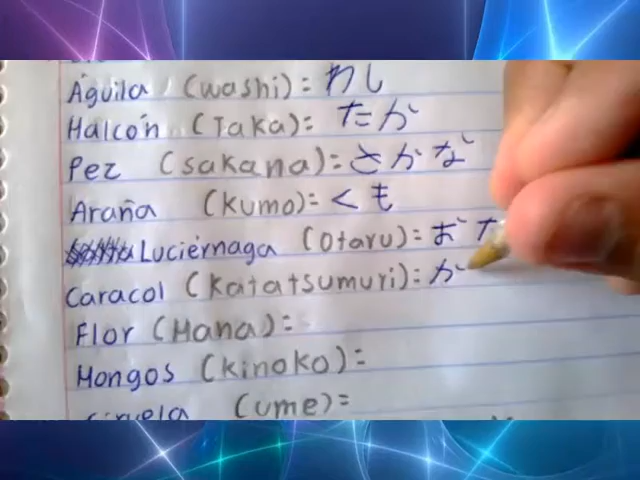 Águila (washi): わし
Halcón (Taka): たか
Pez (sakana)= さかな
Araña (Kumo)= くも
Luciérnaga (Otaru): お
Caracol (Katatsumuri): か
Flor (Hana):
Hongos (kinoko)=
Ciruela (ume)=